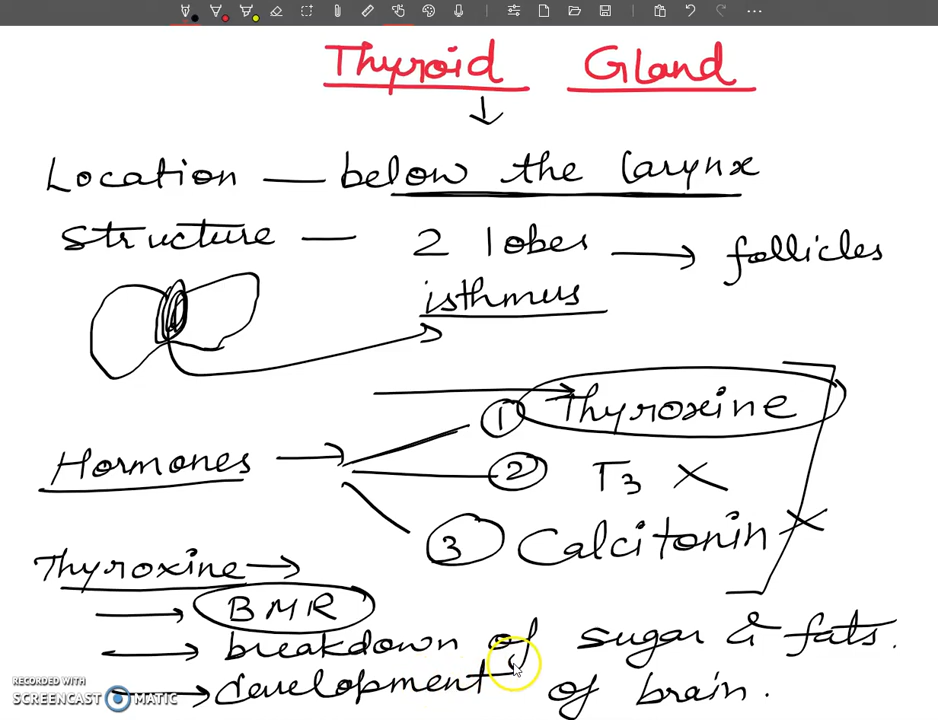 Thyroid Gland
Location — below the larynx
Structure — 2 lobes → follicles
isthmus
① Thyroxine
Hormones → ② T3 X
③ Calcitonin X
Thyroxine →
→ BMR
→ breakdown of sugar & fats.
→ development of brain.
RECORDED WITH
SCREENCAST MATIC